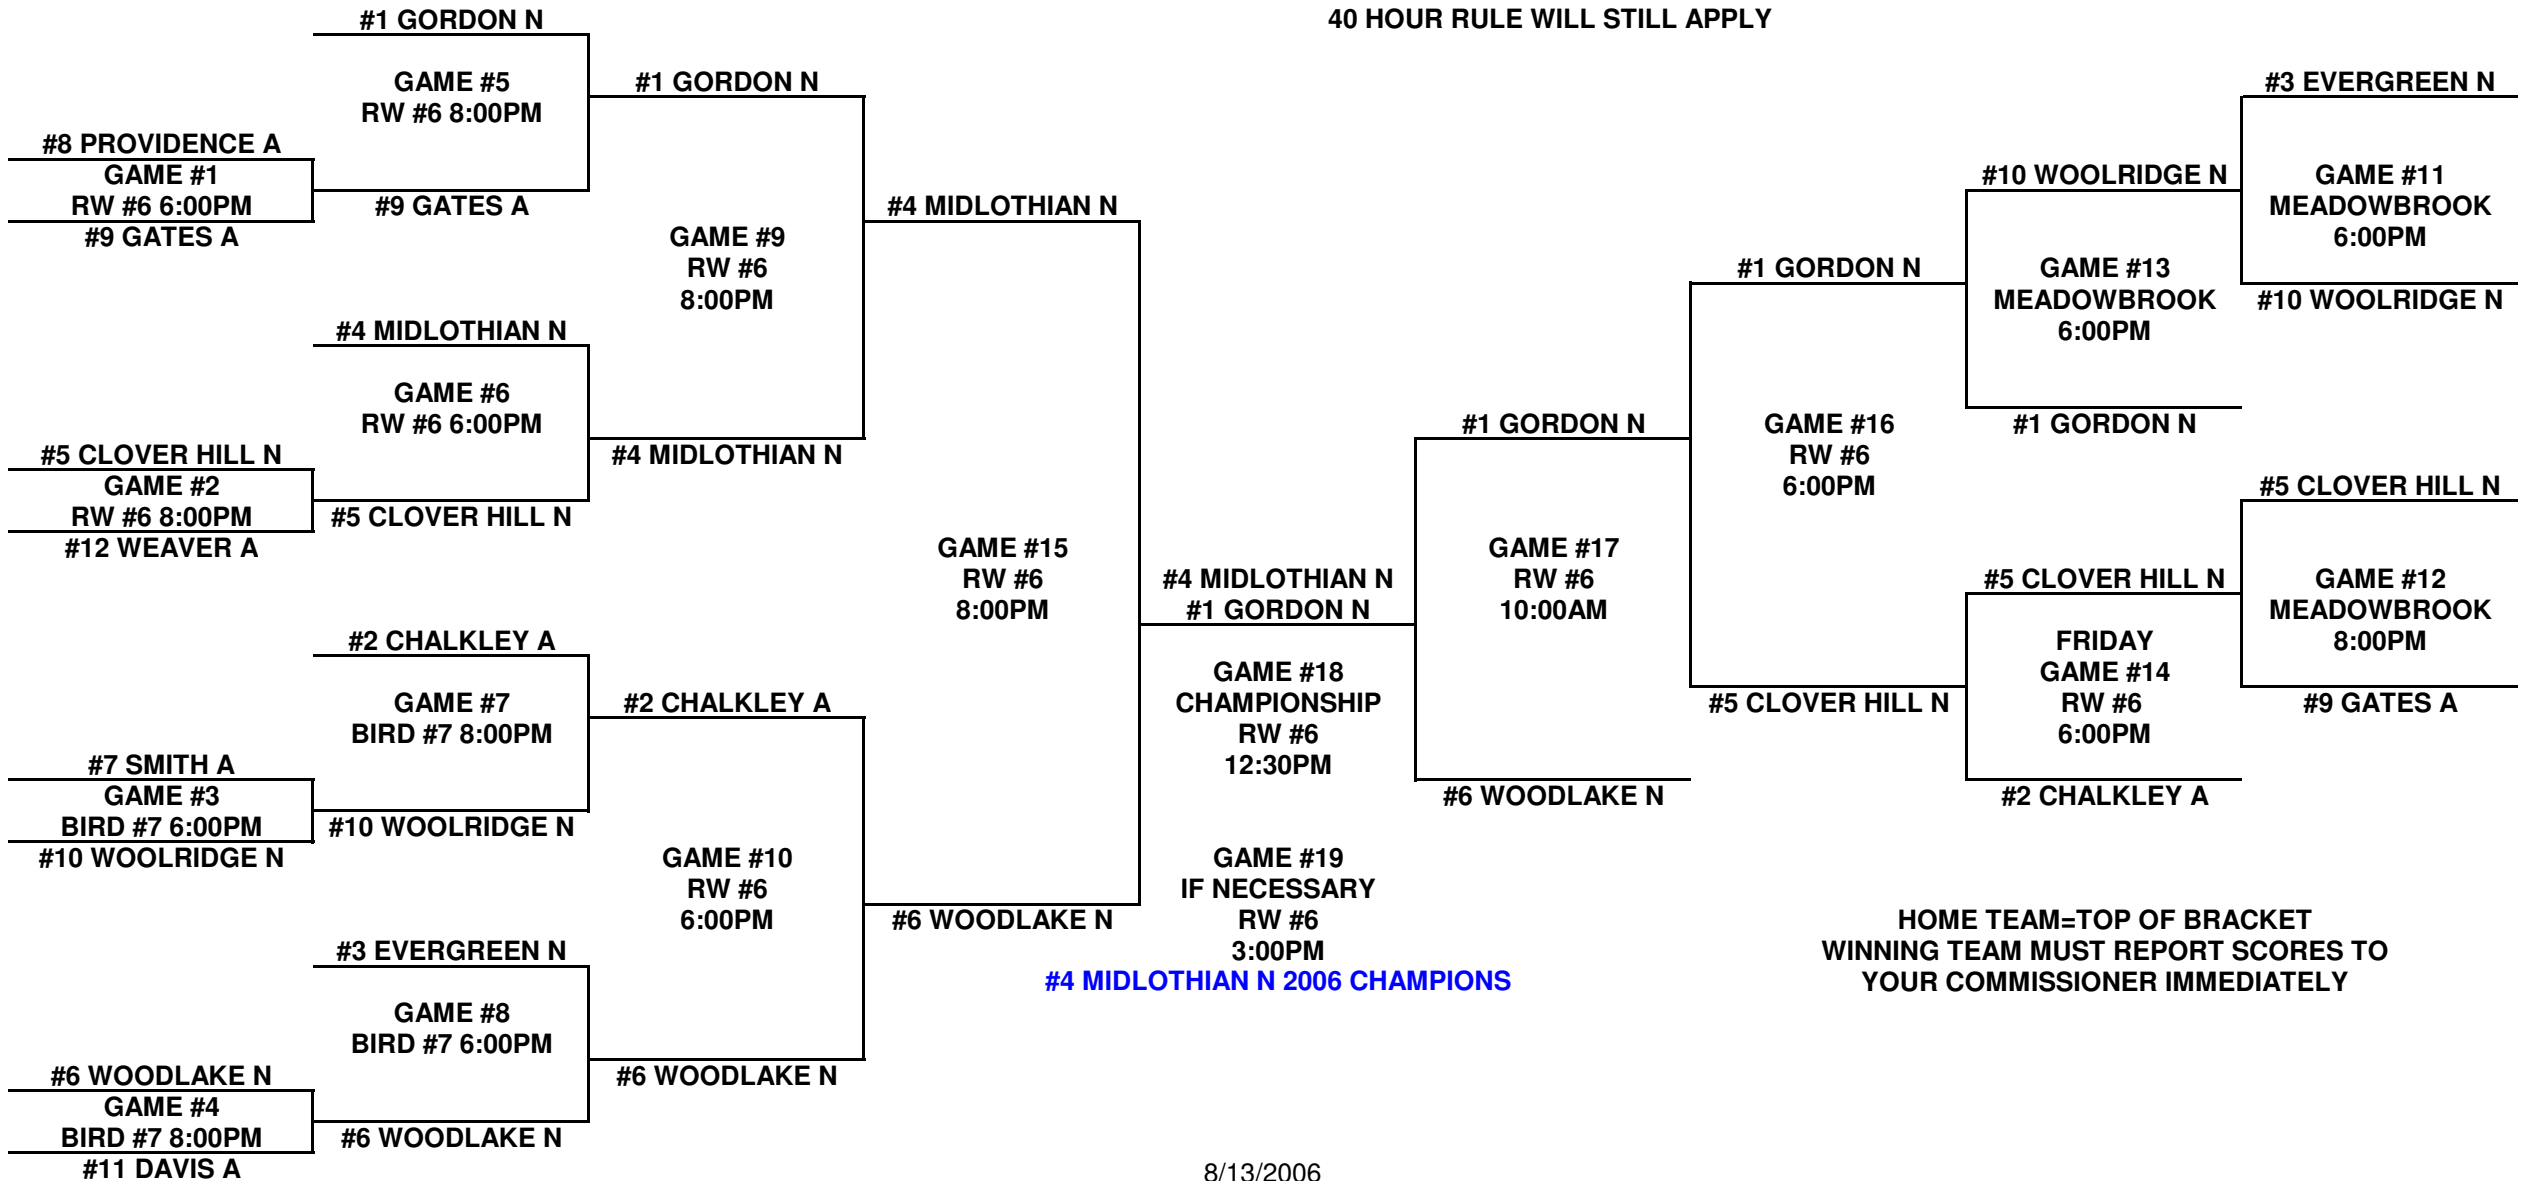 #1 GORDON N
40 HOUR RULE WILL STILL APPLY
GAME #5
RW #6 8:00PM
#8 PROVIDENCE A
GAME #1
RW #6 6:00PM
#9 GATES A
#9 GATES A
#1 GORDON N
#4 MIDLOTHIAN N
GAME #6
RW #6 6:00PM
#5 CLOVER HILL N
GAME #2
RW #6 8:00PM
#12 WEAVER A
#5 CLOVER HILL N
GAME #9
RW #6
8:00PM
#4 MIDLOTHIAN N
#4 MIDLOTHIAN N
#2 CHALKLEY A
GAME #7
BIRD #7 8:00PM
#7 SMITH A
GAME #3
BIRD #7 6:00PM
#10 WOOLRIDGE N
#10 WOOLRIDGE N
#2 CHALKLEY A
GAME #10
RW #6
6:00PM
#3 EVERGREEN N
GAME #8
BIRD #7 6:00PM
#6 WOODLAKE N
GAME #4
BIRD #7 8:00PM
#11 DAVIS A
#6 WOODLAKE N
#6 WOODLAKE N
#6 WOODLAKE N
GAME #15
RW #6
8:00PM
#4 MIDLOTHIAN N
#1 GORDON N
GAME #18
CHAMPIONSHIP
RW #6
12:30PM
GAME #19
IF NECESSARY
RW #6
3:00PM
#4 MIDLOTHIAN N 2006 CHAMPIONS
#1 GORDON N
GAME #17
RW #6
10:00AM
#6 WOODLAKE N
#1 GORDON N
GAME #16
RW #6
6:00PM
#5 CLOVER HILL N
#10 WOOLRIDGE N
GAME #13
MEADOWBROOK
6:00PM
#1 GORDON N
#5 CLOVER HILL N
FRIDAY
GAME #14
RW #6
6:00PM
#2 CHALKLEY A
#3 EVERGREEN N
GAME #11
MEADOWBROOK
6:00PM
#10 WOOLRIDGE N
#5 CLOVER HILL N
GAME #12
MEADOWBROOK
8:00PM
#9 GATES A
HOME TEAM=TOP OF BRACKET
WINNING TEAM MUST REPORT SCORES TO
YOUR COMMISSIONER IMMEDIATELY
8/13/2006